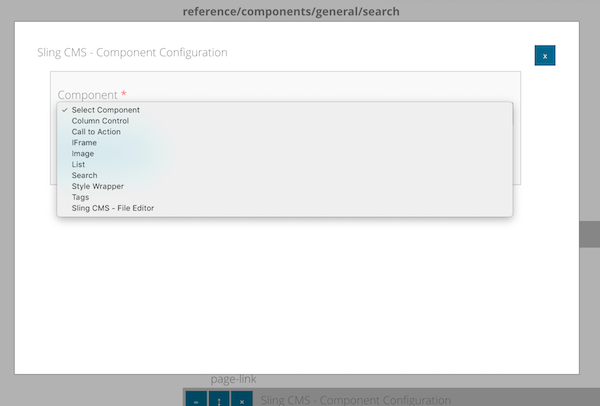 reference/components/general/search
Sling CMS - Component Configuration
x
Component *
✓ Select Component
Column Control
Call to Action
IFrame
Image
List
Search
Style Wrapper
Tags
Sling CMS - File Editor
page-link
x Sling CMS - Component Configuration